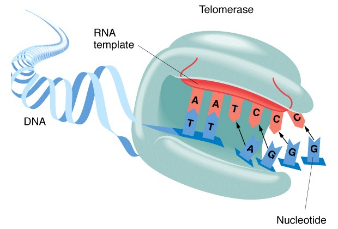 Telomerase
RNA
template
DNA
A A T C C C
T T A G G G
Nucleotide